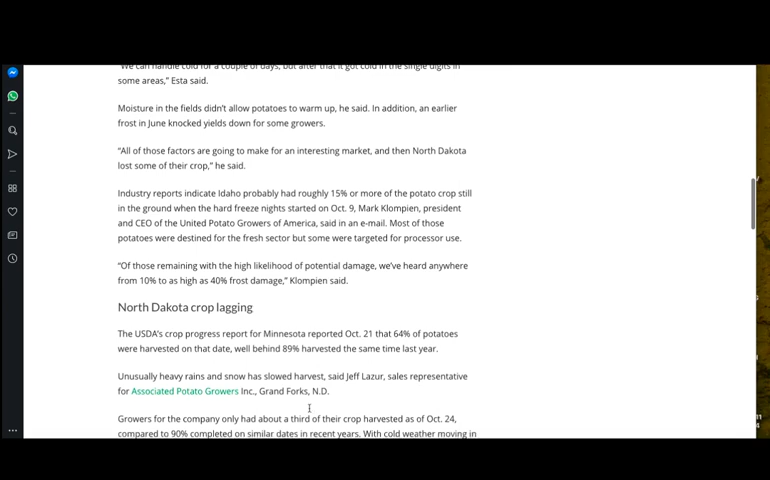 "We can handle cold for a couple of days, but after that it got cold in the single digits in
some areas," Esta said.
Moisture in the fields didn't allow potatoes to warm up, he said. In addition, an earlier
frost in June knocked yields down for some growers.
"All of those factors are going to make for an interesting market, and then North Dakota
lost some of their crop," he said.
Industry reports indicate Idaho probably had roughly 15% or more of the potato crop still
in the ground when the hard freeze nights started on Oct. 9, Mark Klompien, president
and CEO of the United Potato Growers of America, said in an e-mail. Most of those
potatoes were destined for the fresh sector but some were targeted for processor use.
"Of those remaining with the high likelihood of potential damage, we've heard anywhere
from 10% to as high as 40% frost damage," Klompien said.
North Dakota crop lagging
The USDA's crop progress report for Minnesota reported Oct. 21 that 64% of potatoes
were harvested on that date, well behind 89% harvested the same time last year.
Unusually heavy rains and snow has slowed harvest, said Jeff Lazur, sales representative
for Associated Potato Growers Inc., Grand Forks, N.D.
Growers for the company only had about a third of their crop harvested as of Oct. 24,
compared to 90% completed on similar dates in recent years. With cold weather moving in